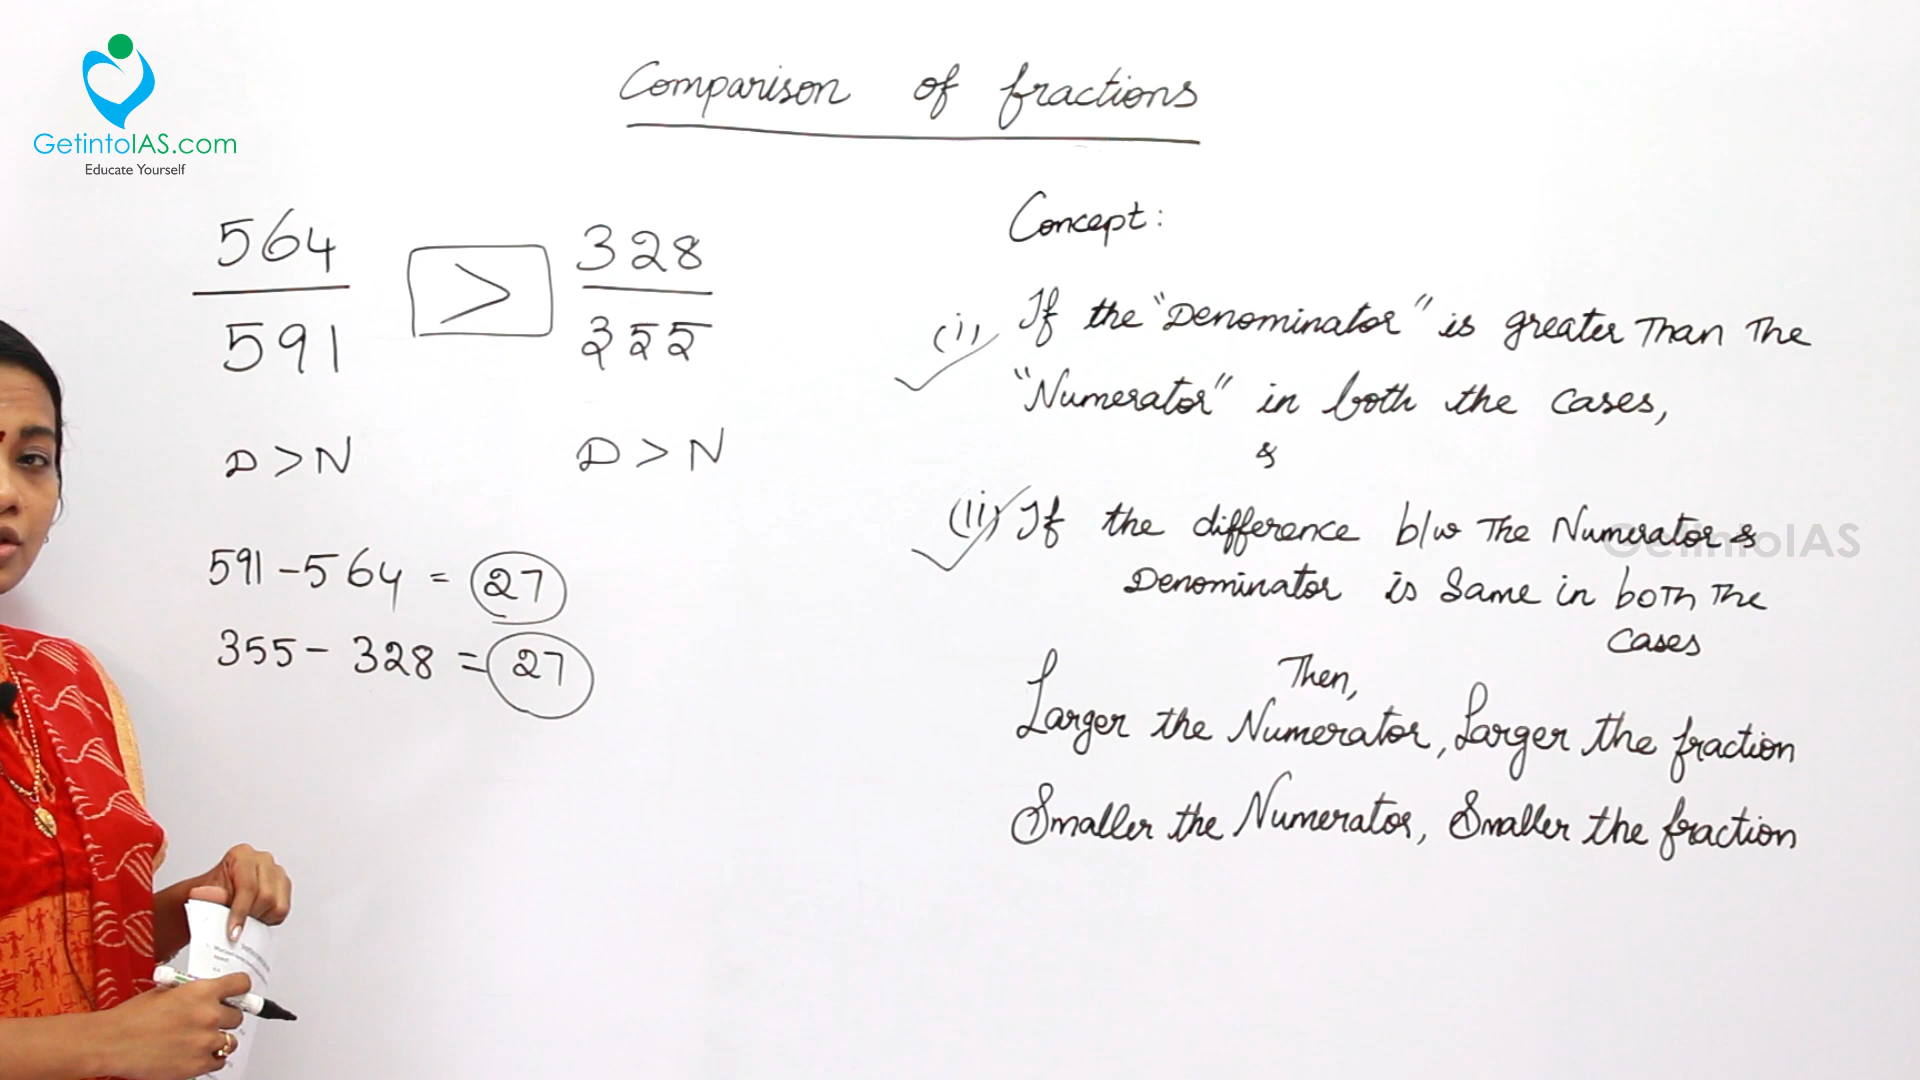 GetintoIAS.com
Educate Yourself
Comparison of fractions
564
591
>
328
355
D > N
D > N
591 - 564 = 27
355 - 328 = 27
Concept:
(i) If the "Denominator" is greater Than The
"Numerator" in both the cases,
&
(ii) If the difference b/w The Numerator &
Denominator is Same in both The
Cases
Then,
Larger the Numerator, Larger the fraction
Smaller the Numerator, Smaller the fraction
GetintoIAS